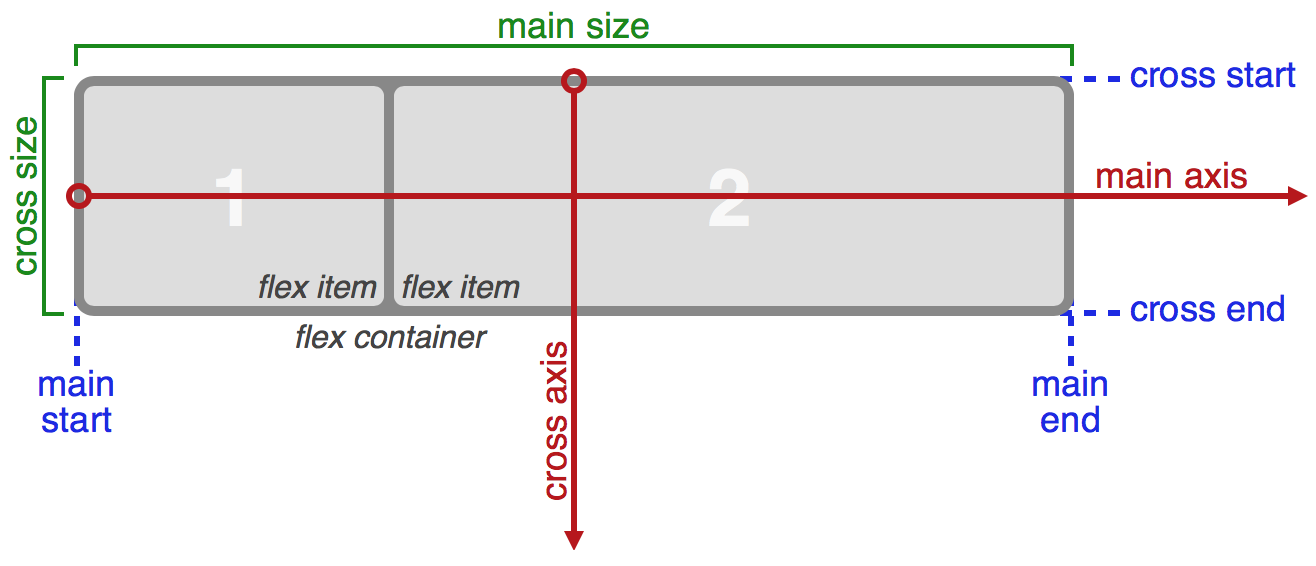 main size
cross start
cross size
main axis
1
2
flex item
flex item
cross end
flex container
cross axis
main
start
main
end